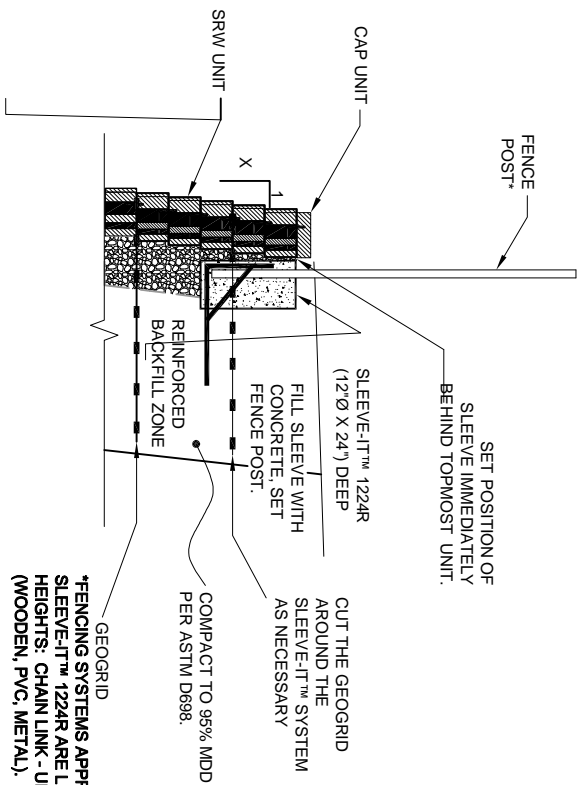 FENCE
POST*
CAP UNIT
SRW UNIT
X
1
SET POSITION OF
SLEEVE IMMEDIATELY
BEHIND TOPMOST UNIT.
SLEEVE-IT™ 1224R
(12"Ø X 24") DEEP
FILL SLEEVE WITH
CONCRETE, SET
FENCE POST.
REINFORCED
BACKFILL ZONE
CUT THE GEOGRID
AROUND THE
SLEEVE-IT™ SYSTEM
AS NECESSARY
COMPACT TO 95% MDD
PER ASTM D698.
GEOGRID
*FENCING SYSTEMS
SLEEVE-IT™ 1224R ARE
HEIGHTS: CHAIN LINK -
(WOODEN, PVC, METAL).